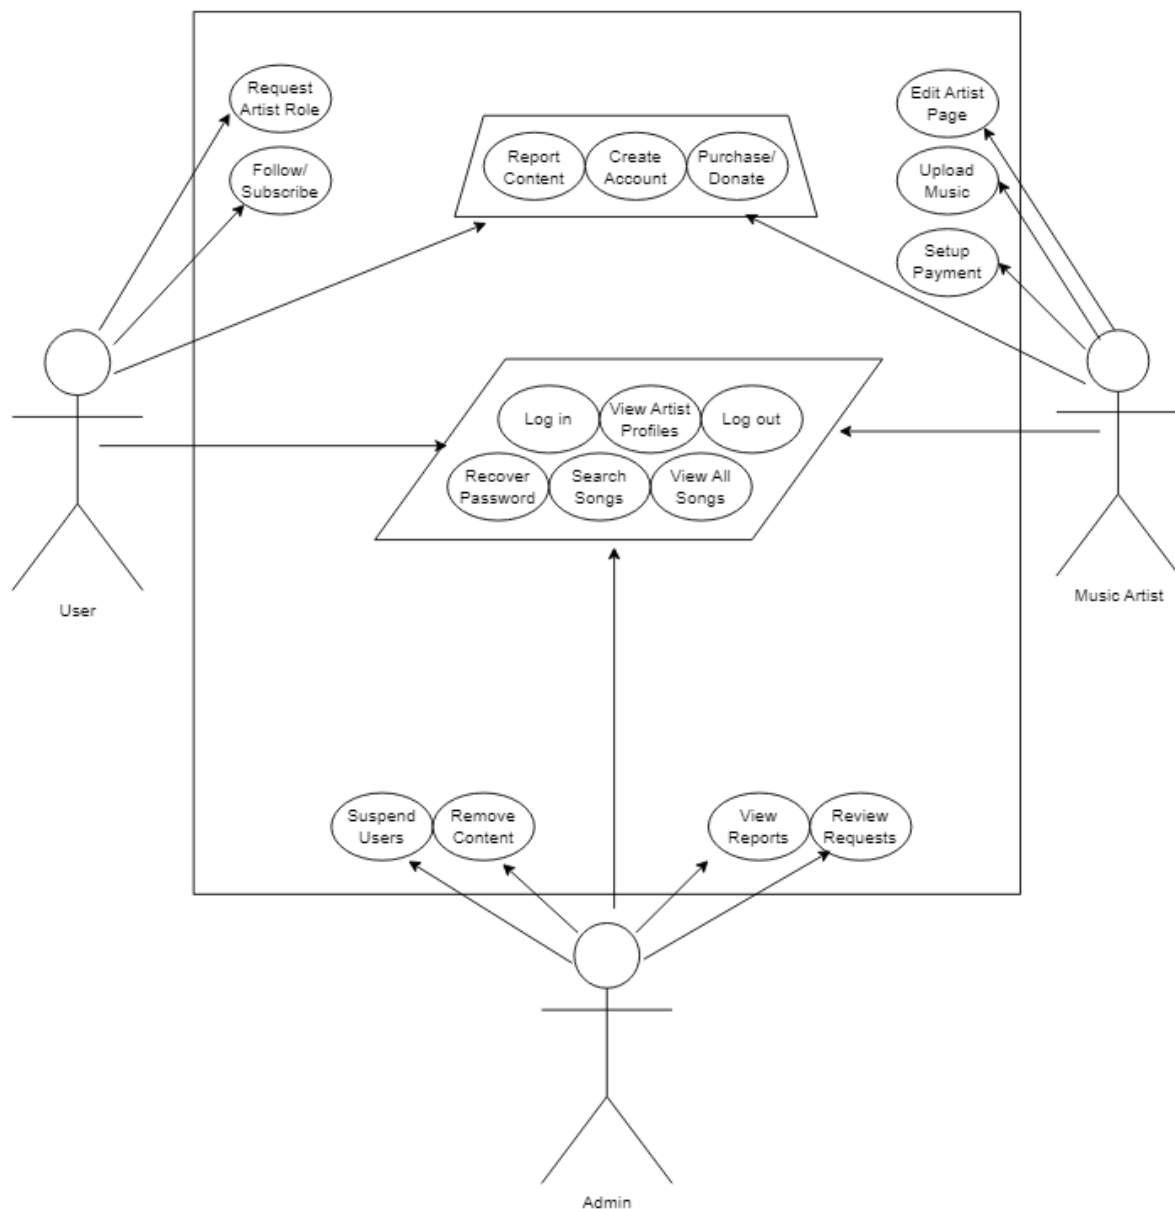 Request
Artist Role
Follow/
Subscribe
Report
Content
Create
Account
Purchase/
Donate
Edit Artist
Page
Upload
Music
Setup
Payment
Log in
View Artist
Profiles
Log out
Recover
Password
Search
Songs
View All
Songs
User
Music Artist
Suspend
Users
Remove
Content
View
Reports
Review
Requests
Admin